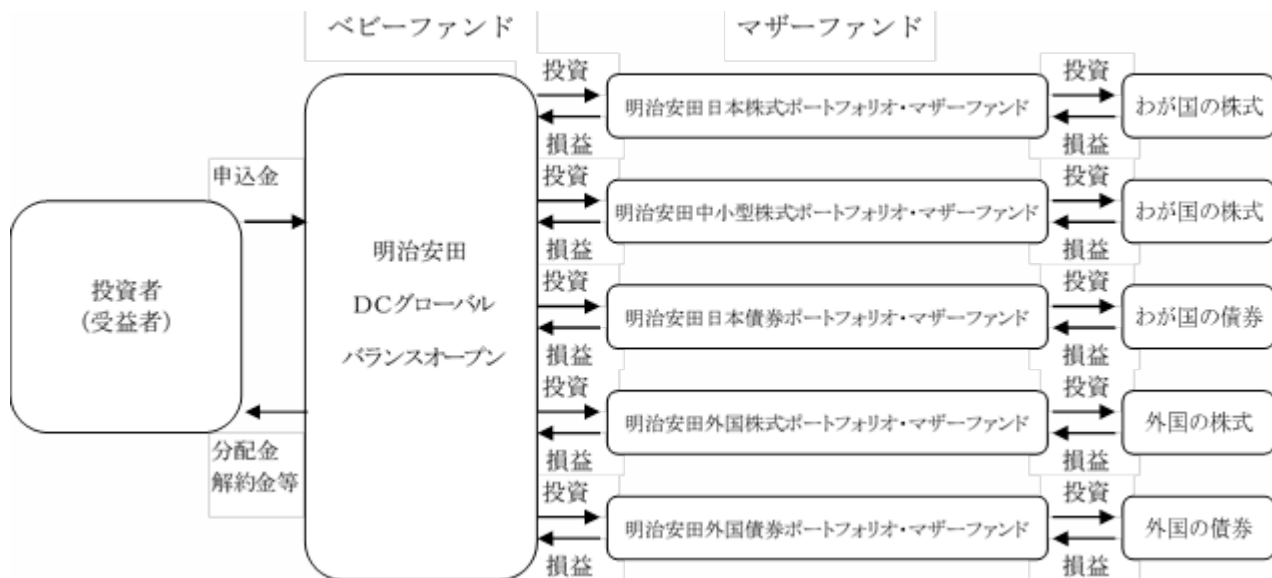 ベビーファンド
マザーファンド
投資者
(受益者)
申込金
分配金
解約金等
明治安田
DCグローバル
バランスオープン
投資
損益
明治安田日本株式ポートフォリオ・マザーファンド
投資
損益
わが国の株式
投資
損益
明治安田中小型株式ポートフォリオ・マザーファンド
投資
損益
わが国の株式
投資
損益
明治安田日本債券ポートフォリオ・マザーファンド
投資
損益
わが国の債券
投資
損益
明治安田外国株式ポートフォリオ・マザーファンド
投資
損益
外国の株式
投資
損益
明治安田外国債券ポートフォリオ・マザーファンド
投資
損益
外国の債券